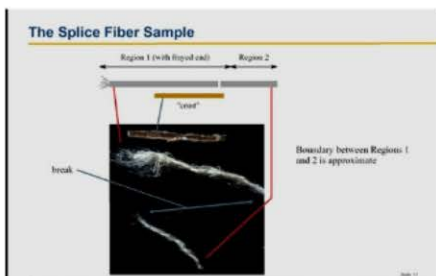 The Splice Fiber Sample
Region 1 (with frayed end)
Region 2
break
Boundary between Regions 1
and 2 is approximate